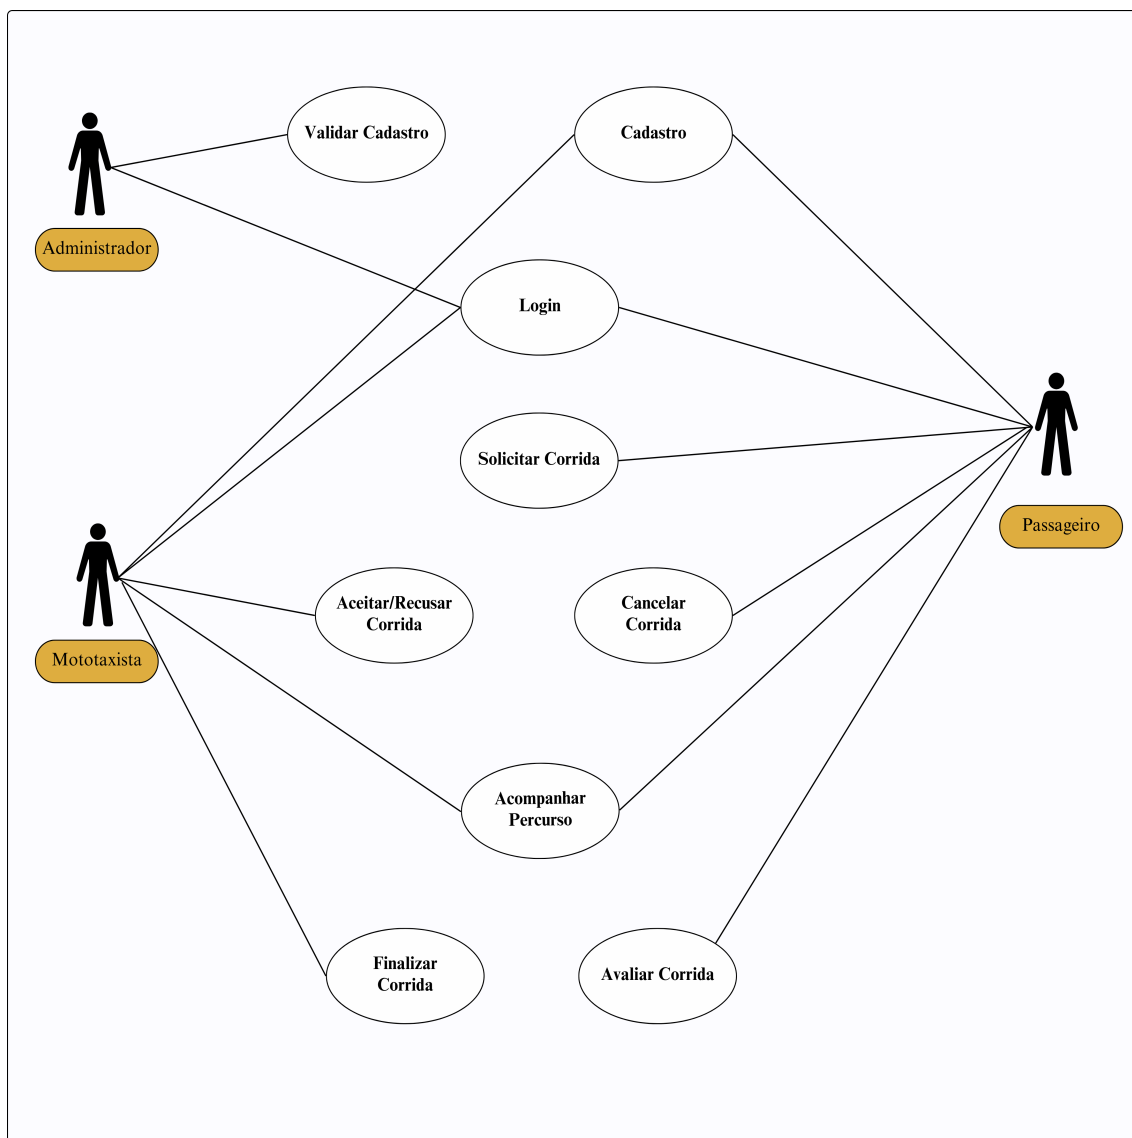 Validar Cadastro
Cadastro
Administrador
Login
Solicitar Corrida
Passageiro
Aceitar/Recusar
Corrida
Cancelar
Corrida
Mototaxista
Acompanhar
Percurso
Finalizar
Corrida
Avaliar Corrida